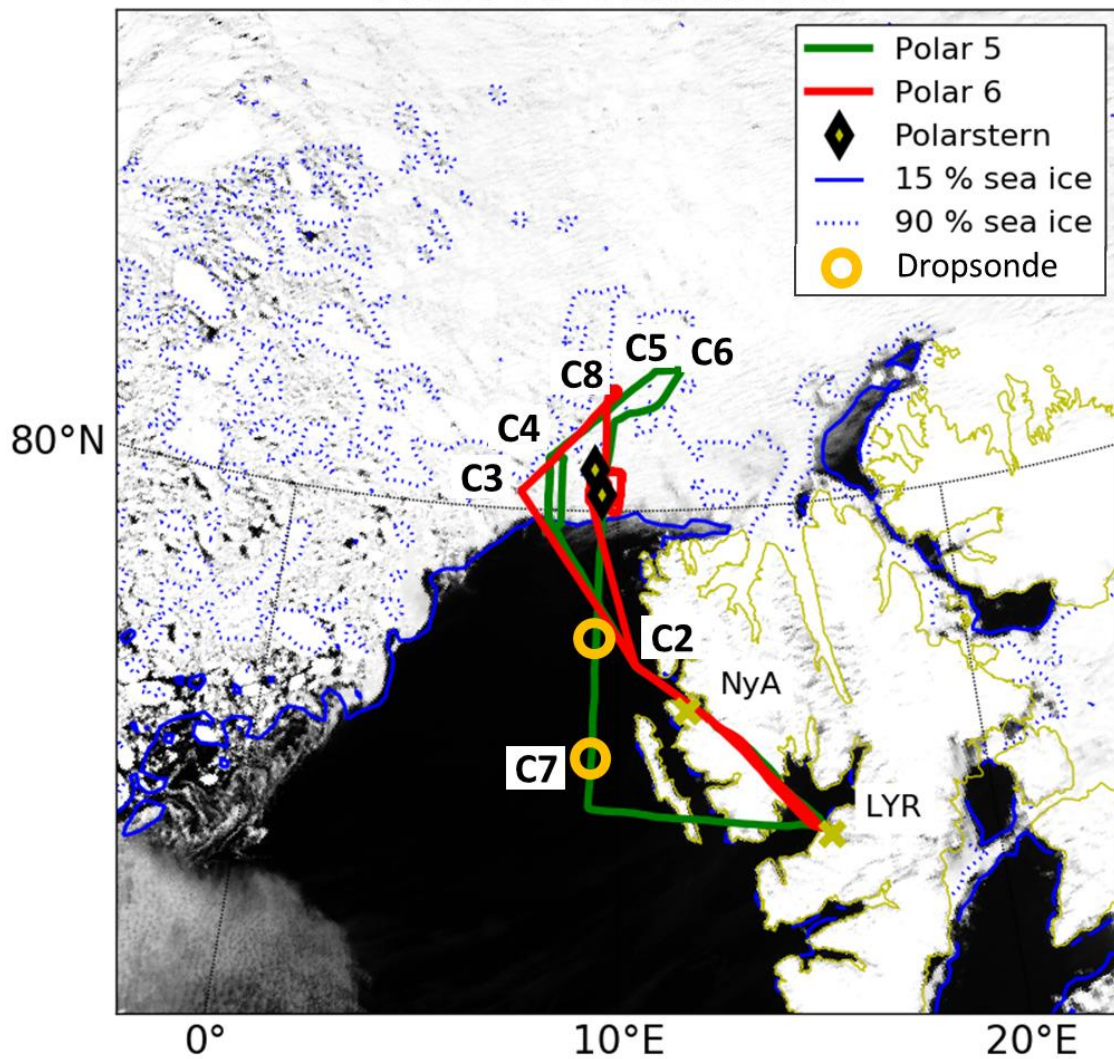 Polar 5
Polar 6
Polarstern
15 % sea ice
90 % sea ice
Dropsonde
C5
C6
C8
C4
80°N
C3
C2
NyA
C7
LYR
0°
10°E
20°E